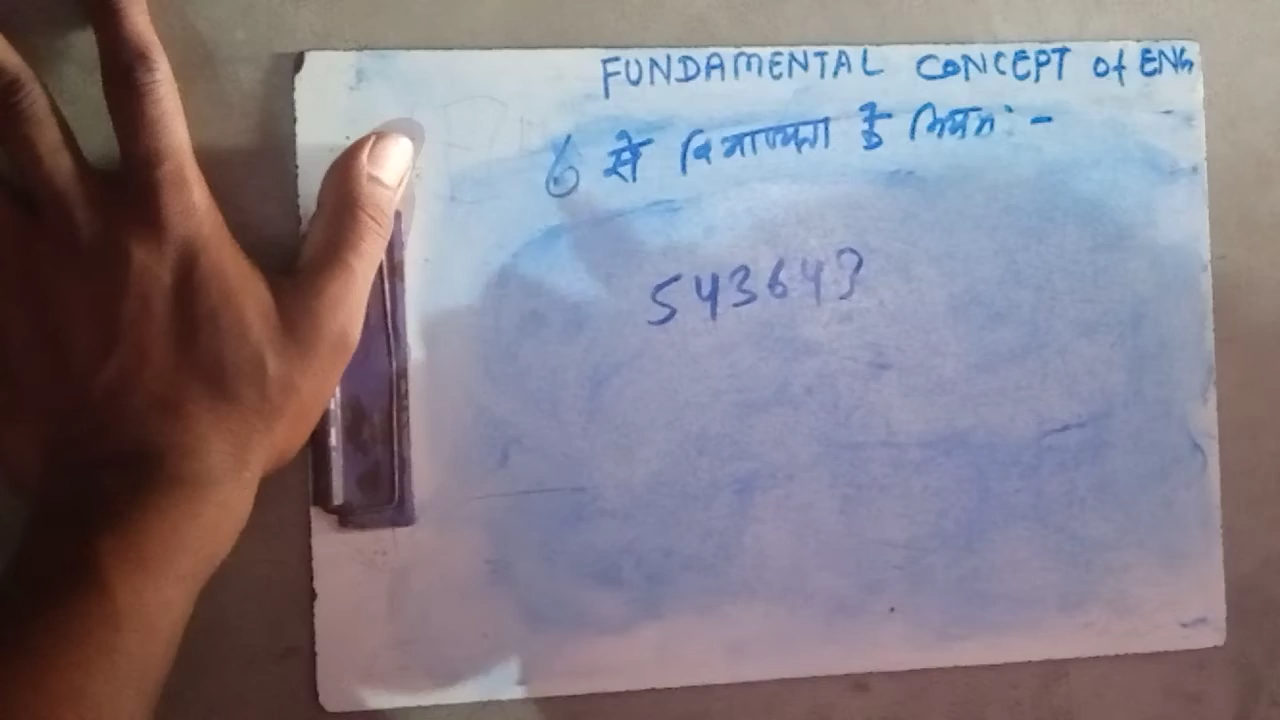 FUNDAMENTAL CONCEPT of ENG
6 से विभाज्यता के नियम : -
543643